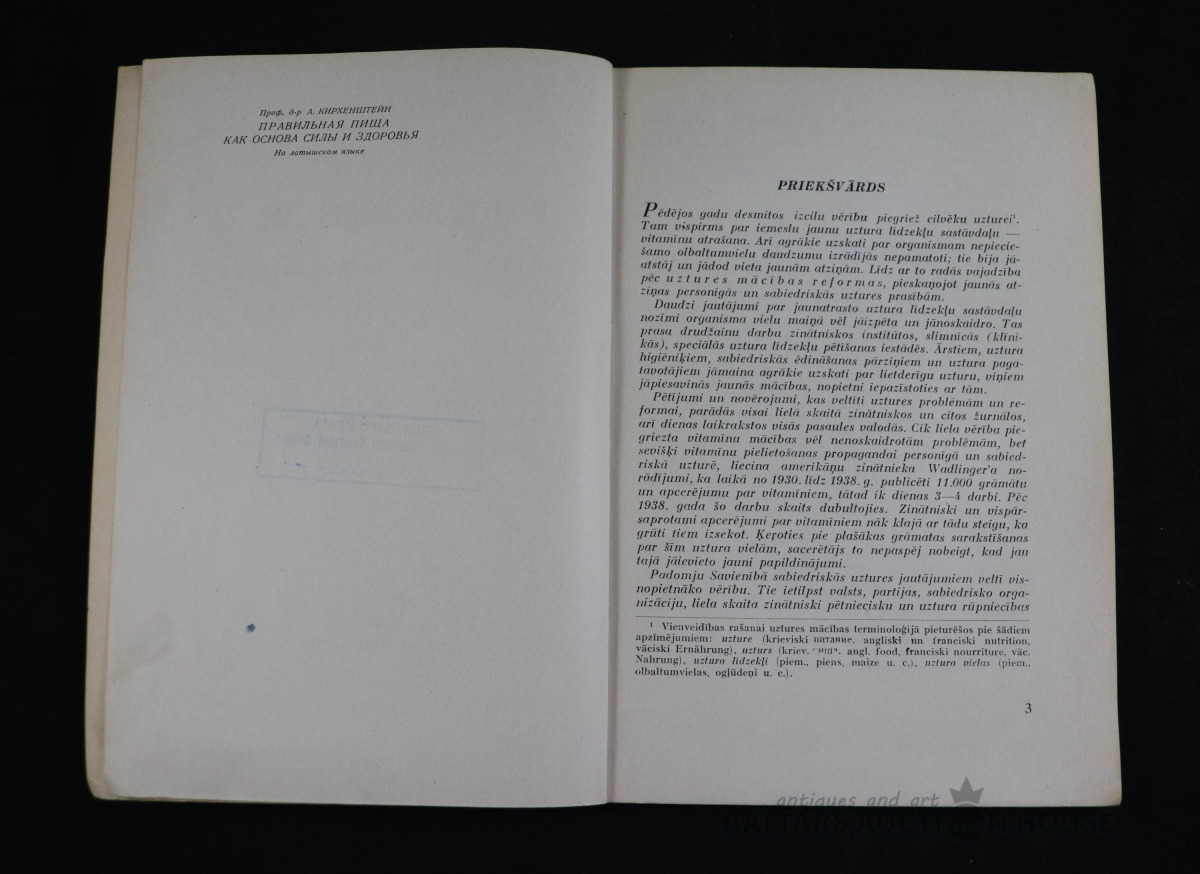 Проф. д-р А. КИРХЕНШТЕЙН
ПРАВИЛЬНАЯ ПИЩА
КАК ОСНОВА СИЛЫ И ЗДОРОВЬЯ
На латышском языке
PRIEKŠVĀRDS
Pēdējos gadu desmitos izcilu vērību piegriež cilvēku uzturei¹.
Tam vispirms par iemeslu jaunu uztura līdzekļu sastāvdaļu —
vitamīnu atrašana. Arī agrākie uzskati par organismam nepiecie-
šamo olbaltumvielu daudzumu izrādījās nepamatoti; tie bija jā-
atstāj un jādod vieta jaunām atziņām. Līdz ar to radās vajadzība
pēc uztures mācības reformas, pieskaņojot jaunās at-
ziņas personīgās un sabiedriskās uztures prasībām.
Daudzi jautājumi par jaunatrasto uztura līdzekļu sastāvdaļu
nozīmi organisma vielu maiņā vēl jāizpēta un jānoskaidro. Tas
prasa drudžainu darbu zinātniskos institūtos, slimnīcās (klīni-
kās), speciālās uztura līdzekļu pētīšanas iestādēs. Ārstiem, uztura
higiēniķiem, sabiedriskās ēdināšanas pārziņiem un uztura paga-
tavotājiem jāmaina agrākie uzskati par lietderīgu uzturu, viņiem
jāpiesavinās jaunās mācības, nopietni iepazīstoties ar tām.
Pētījumi un novērojumi, kas veltīti uztures problēmām un re-
formai, parādās visai lielā skaitā zinātniskos un citos žurnālos,
arī dienas laikrakstos visās pasaules valodās. Cik liela vērība pie-
griezta vitamīnu mācības vēl nenoskaidrotām problēmām, bet
sevišķi vitamīnu pielietošanas propagandai personīgā un sabied-
riskā uzturē, liecina amerikāņu zinātnieka Wadlinger'a no-
rādījumi, ka laikā no 1930. līdz 1938. g. publicēti 11.000 grāmatu
un apcerējumu par vitamīniem, tātad ik dienas 3—4 darbi. Pēc
1938. gada šo darbu skaits dubultojies. Zinātniski un vispār-
saprotami apcerējumi par vitamīniem nāk klajā ar tādu steigu, ka
grūti tiem izsekot. Ķeroties pie plašākas grāmatas sarakstīšanas
par šīm uztura vielām, sacerētājs to nepaspēj nobeigt, kad jau
tajā jāievieto jauni papildinājumi.
Padomju Savienībā sabiedriskās uztures jautājumiem veltī vis-
nopietnāko vērību. Tie ietilpst valsts, partijas, sabiedrisko orga-
nizāciju, liela skaita zinātniski pētniecisku un uztura rūpniecības
¹ Vienveidības rašanai uztures mācības terminoloģijā pieturēšos pie šādiem
apzīmējumiem: uzture (krieviski питание, angliski un franciski nutrition,
vāciski Ernährung), uzturs (kriev. angl. food, franciski nourriture, vāc.
Nahrung), uztura līdzekļi (piem., piens, maize u. c.), uztura vielas (piem.,
olbaltumvielas, ogļūdeņi u. c.).
3
antiques and art
BALTARS AUCTION HOUSE